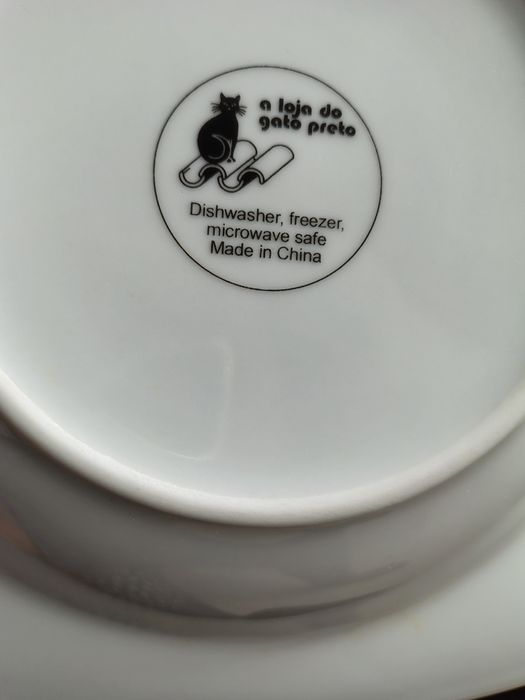 a loja do
gato preto
Dishwasher, freezer,
microwave safe
Made in China